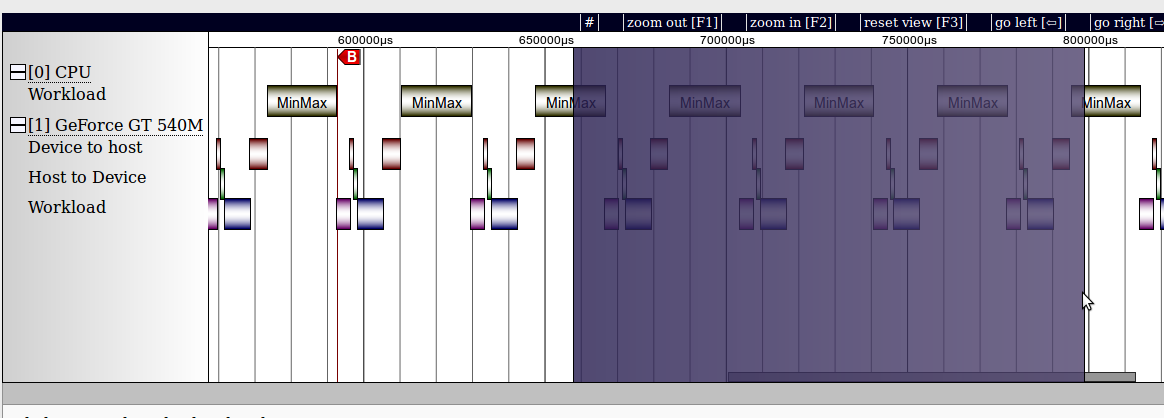 # zoom out [F1] zoom in [F2] reset view [F3] go left [⇦] go right [⇨
600000µs 650000µs 700000µs 750000µs 800000µs
B
[0] CPU
Workload MinMax MinMax MinMax MinMax MinMax MinMax MinMax
[1] GeForce GT 540M
Device to host
Host to Device
Workload